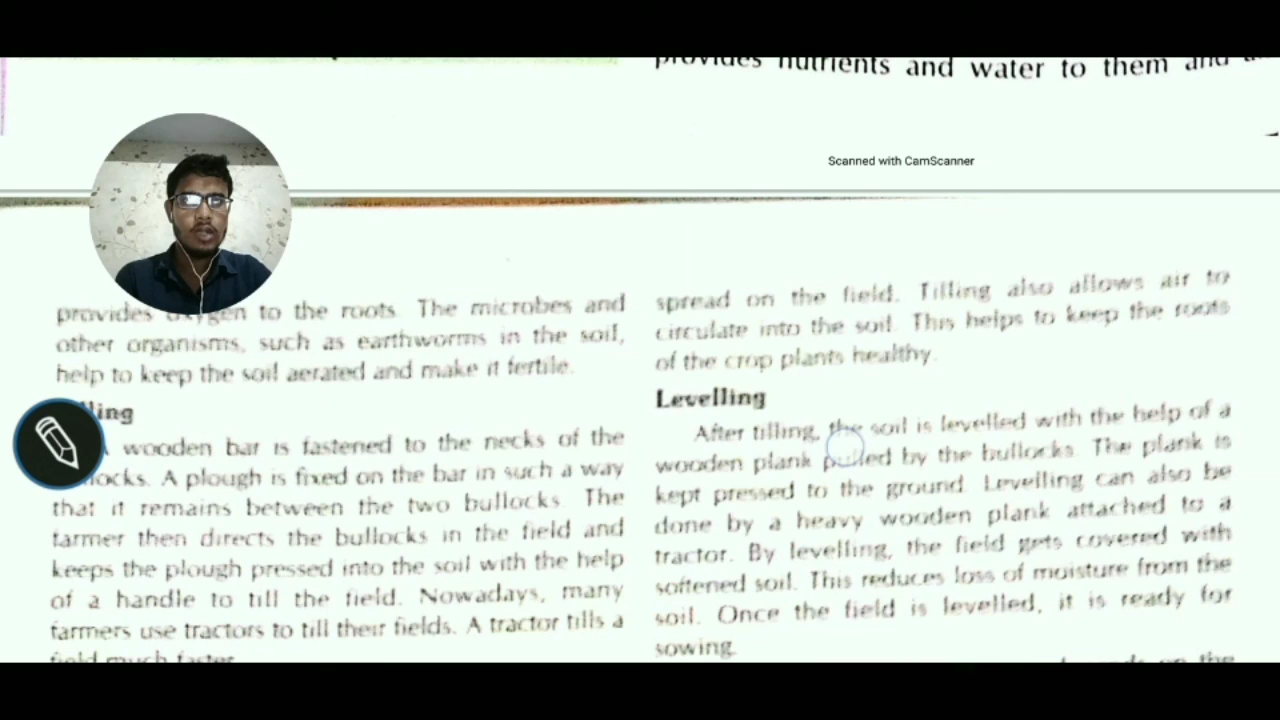 provides nutrients and water to them and
Scanned with CamScanner
provides oxygen to the roots. The microbes and
other organisms, such as earthworms in the soil,
help to keep the soil aerated and make it fertile.
lling
wooden bar is fastened to the necks of the
locks. A plough is fixed on the bar in such a way
that it remains between the two bullocks. The
farmer then directs the bullocks in the field and
keeps the plough pressed into the soil with the help
of a handle to till the field. Nowadays, many
farmers use tractors to till their fields. A tractor tills a
field much faster
spread on the field. Tilling also allows air to
circulate into the soil. This helps to keep the roots
of the crop plants healthy.
Levelling
After tilling, the soil is levelled with the help of a
wooden plank pulled by the bullocks. The plank is
kept pressed to the ground. Levelling can also be
done by a heavy wooden plank attached to a
tractor. By levelling, the field gets covered with
softened soil. This reduces loss of moisture from the
soil. Once the field is levelled, it is ready for
sowing.
on the